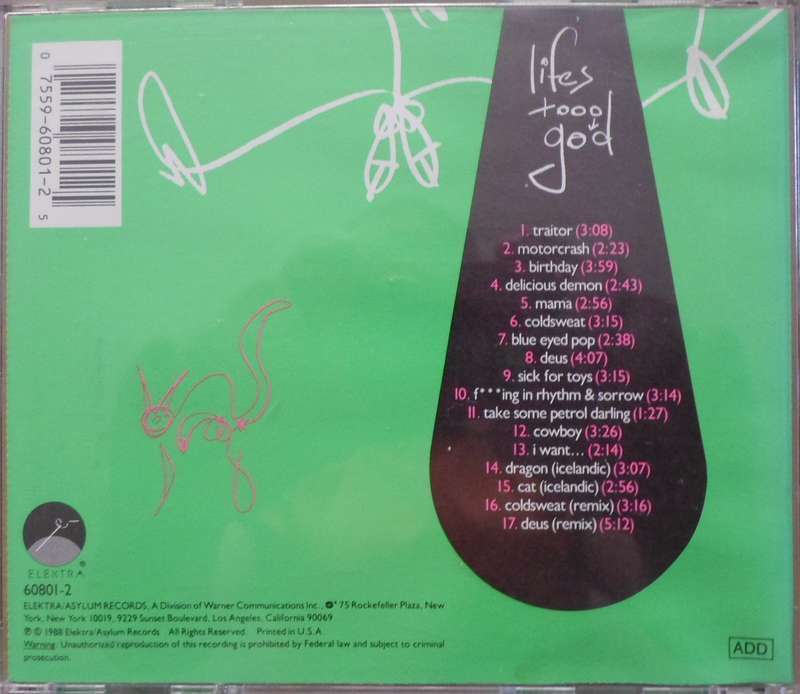 0 7559-60801-2 5
lifes
tooo
god
1. traitor (3:08)
2. motorcrash (2:23)
3. birthday (3:59)
4. delicious demon (2:43)
5. mama (2:56)
6. coldsweat (3:15)
7. blue eyed pop (2:38)
8. deus (4:07)
9. sick for toys (3:15)
10. f***ing in rhythm & sorrow (3:14)
11. take some petrol darling (1:27)
12. cowboy (3:26)
13. i want... (2:14)
14. dragon (icelandic) (3:07)
15. cat (icelandic) (2:56)
16. coldsweat (remix) (3:16)
17. deus (remix) (5:12)
ELEKTRA®
60801-2
ELEKTRA/ASYLUM RECORDS, A Division of Warner Communications Inc., 75 Rockefeller Plaza, New
York, New York 10019, 9229 Sunset Boulevard, Los Angeles, California 90069
℗ © 1988 Elektra/Asylum Records All Rights Reserved. Printed in U.S.A.
Warning: Unauthorized reproduction of this recording is prohibited by Federal law and subject to criminal
prosecution.
ADD